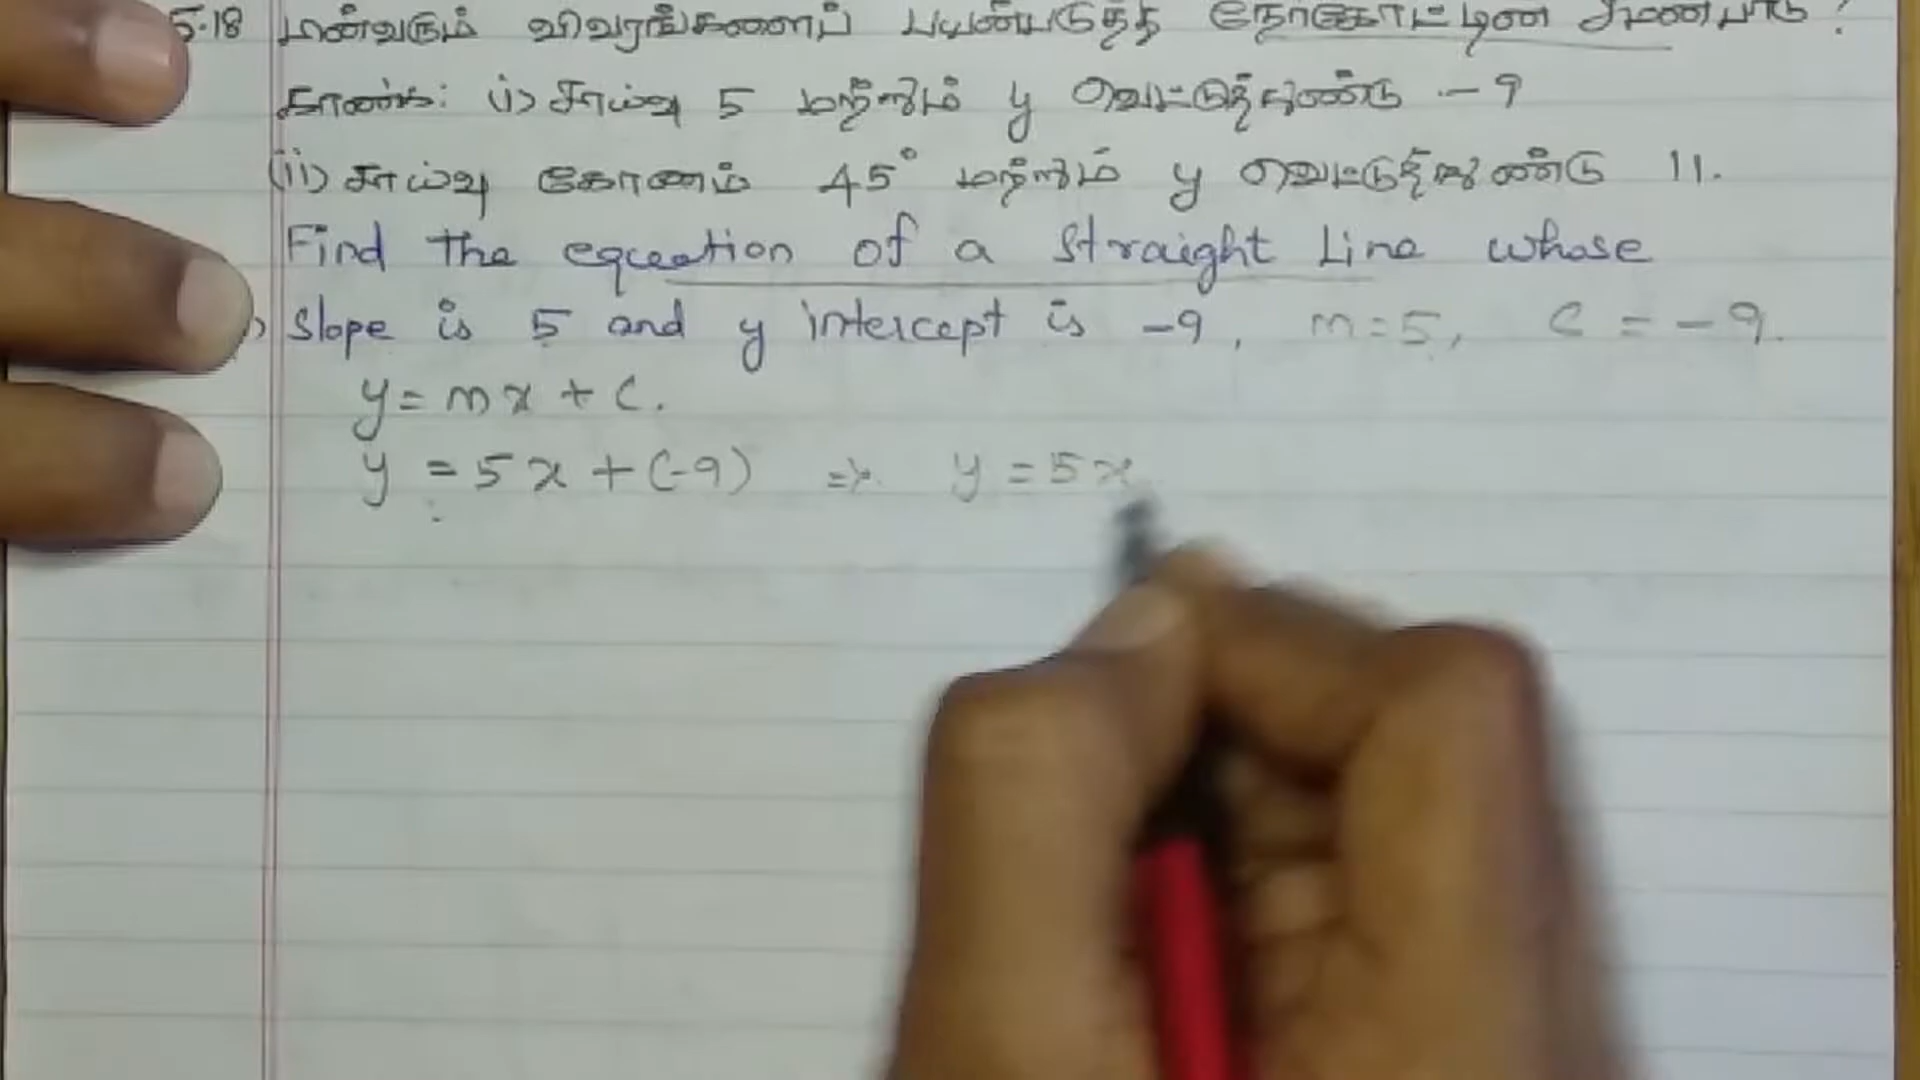 5.18 பின்வரும் விவரங்களைப் பயன்படுத்தி நேர்கோட்டின் சமன்பாடு
காண்க: i) சாய்வு 5 மற்றும் y வெட்டுத்துண்டு -9
(ii) சாய்வு கோணம் 45° மற்றும் y வெட்டுத்துண்டு 11.
Find the equation of a straight Line whose
) slope is 5 and y intercept is -9, m=5, c = -9.
y = mx + c.
y = 5x + (-9) => y = 5x